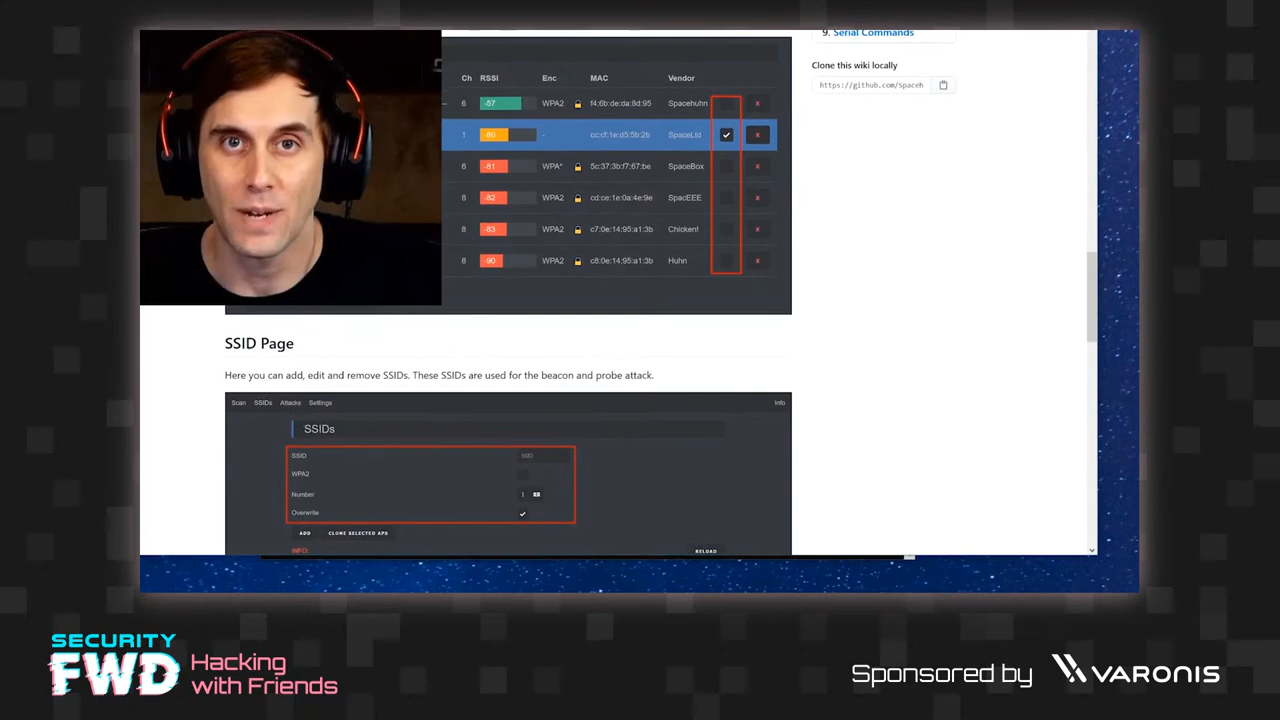 9. Serial Commands
Clone this wiki locally
https://github.com/Spaceh
Ch RSSI Enc MAC Vendor
6 -57 WPA2 f4:6b:de:da:8d:95 Spacehuhn x
1 -80 - cc:cf:1e:d5:5b:2b SpaceLtd x
6 -81 WPA* 5c:37:3b:f7:67:be SpaceBox x
8 -82 WPA2 cd:ce:1e:0a:4e:9e SpacEEE x
8 -83 WPA2 c7:0e:14:95:a1:3b Chicken! x
8 -90 WPA2 c8:0e:14:95:a1:3b Huhn x
SSID Page
Here you can add, edit and remove SSIDs. These SSIDs are used for the beacon and probe attack.
Scan SSIDs Attacks Settings Info
SSIDs
SSID SSID
WPA2
Number 1
Overwrite
ADD CLONE SELECTED APS
INFO: RELOAD
SECURITY
FWD
Hacking
with Friends
Sponsored by VARONIS